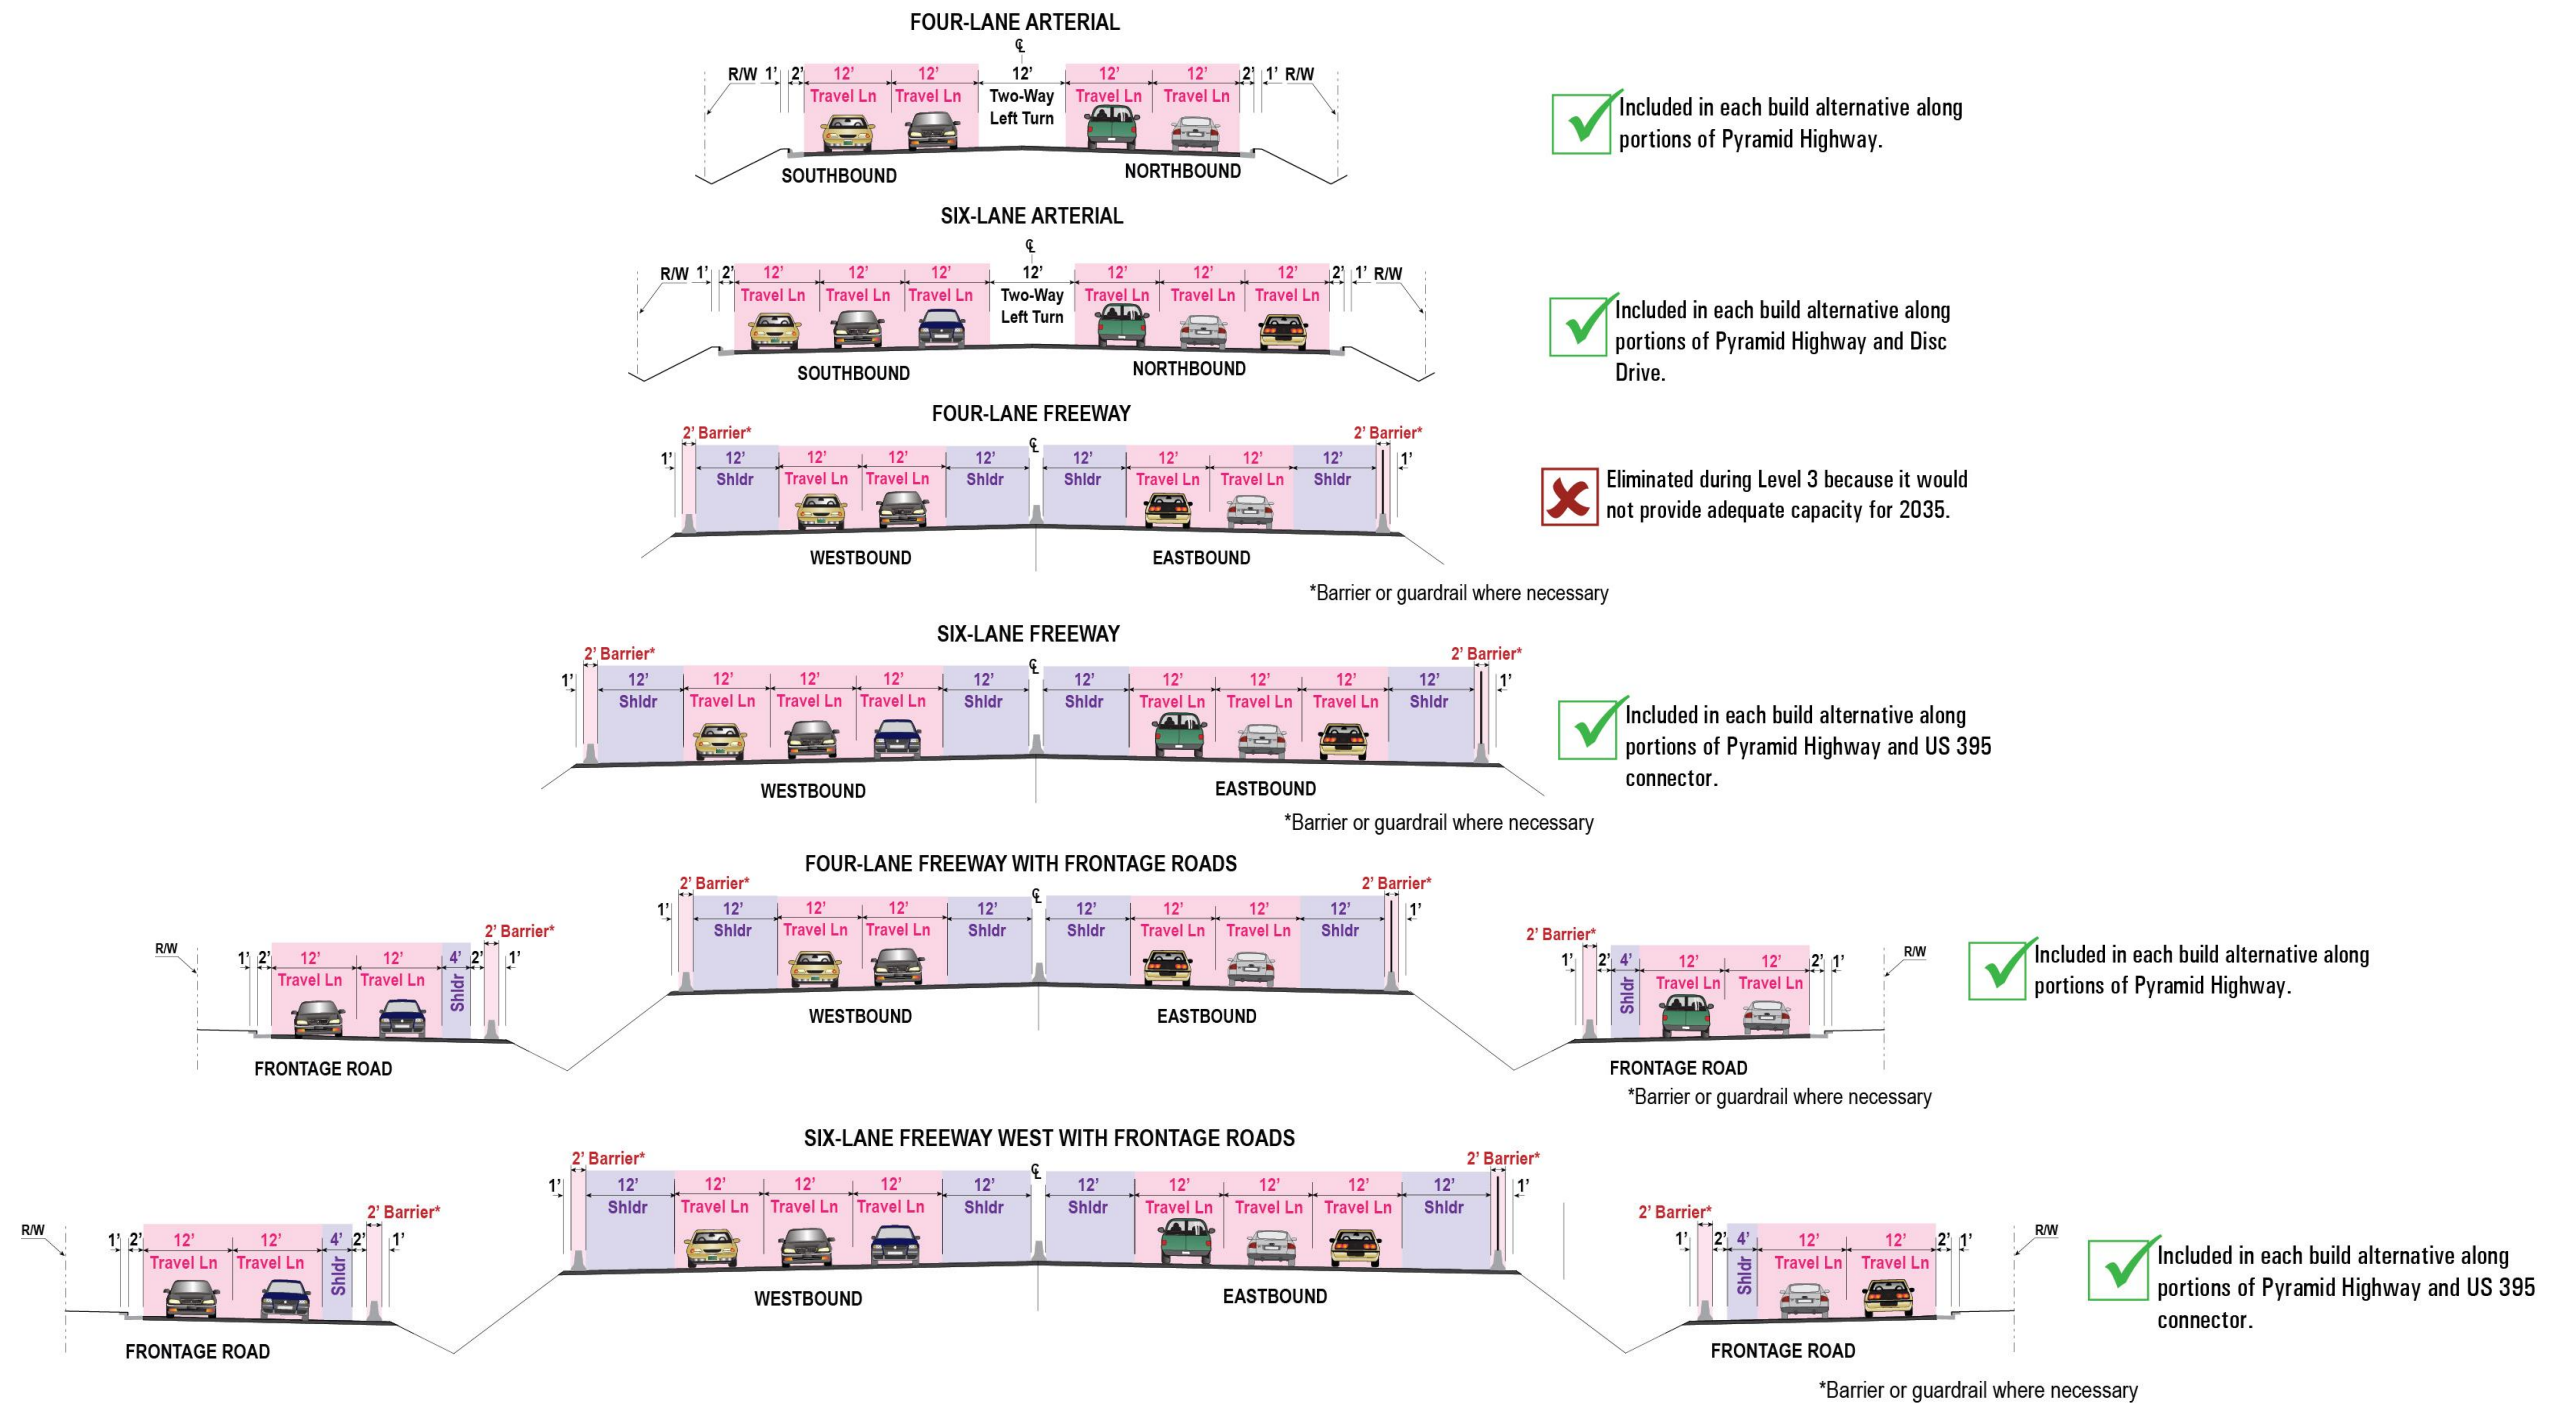 FOUR-LANE ARTERIAL
℄
R/W 1' 2' 12' 12' 12' 12' 12' 2' 1' R/W
Travel Ln Travel Ln Two-Way Travel Ln Travel Ln
Left Turn
SOUTHBOUND NORTHBOUND
Included in each build alternative along
portions of Pyramid Highway.
SIX-LANE ARTERIAL
℄
R/W 1' 2' 12' 12' 12' 12' 12' 12' 12' 2' 1' R/W
Travel Ln Travel Ln Travel Ln Two-Way Travel Ln Travel Ln Travel Ln
Left Turn
SOUTHBOUND NORTHBOUND
Included in each build alternative along
portions of Pyramid Highway and Disc
Drive.
FOUR-LANE FREEWAY
2' Barrier* ℄ 2' Barrier*
1' 12' 12' 12' 12' 12' 12' 12' 12' 1'
Shldr Travel Ln Travel Ln Shldr Shldr Travel Ln Travel Ln Shldr
WESTBOUND EASTBOUND
*Barrier or guardrail where necessary
Eliminated during Level 3 because it would
not provide adequate capacity for 2035.
SIX-LANE FREEWAY
2' Barrier* ℄ 2' Barrier*
1' 12' 12' 12' 12' 12' 12' 12' 12' 12' 12' 1'
Shldr Travel Ln Travel Ln Travel Ln Shldr Shldr Travel Ln Travel Ln Travel Ln Shldr
WESTBOUND EASTBOUND
*Barrier or guardrail where necessary
Included in each build alternative along
portions of Pyramid Highway and US 395
connector.
FOUR-LANE FREEWAY WITH FRONTAGE ROADS
2' Barrier* ℄ 2' Barrier*
1' 12' 12' 12' 12' 12' 12' 12' 12' 1'
Shldr Travel Ln Travel Ln Shldr Shldr Travel Ln Travel Ln Shldr
WESTBOUND EASTBOUND
R/W 2' Barrier*
1' 2' 12' 12' 4' 2' 1'
Travel Ln Travel Ln Shldr
FRONTAGE ROAD
2' Barrier* R/W
1' 2' 4' 12' 12' 2' 1'
Shldr Travel Ln Travel Ln
FRONTAGE ROAD
*Barrier or guardrail where necessary
Included in each build alternative along
portions of Pyramid Highway.
SIX-LANE FREEWAY WEST WITH FRONTAGE ROADS
2' Barrier* ℄ 2' Barrier*
1' 12' 12' 12' 12' 12' 12' 12' 12' 12' 12' 1'
Shldr Travel Ln Travel Ln Travel Ln Shldr Shldr Travel Ln Travel Ln Travel Ln Shldr
WESTBOUND EASTBOUND
R/W 2' Barrier*
1' 2' 12' 12' 4' 2' 1'
Travel Ln Travel Ln Shldr
FRONTAGE ROAD
2' Barrier* R/W
1' 2' 4' 12' 12' 2' 1'
Shldr Travel Ln Travel Ln
FRONTAGE ROAD
*Barrier or guardrail where necessary
Included in each build alternative along
portions of Pyramid Highway and US 395
connector.